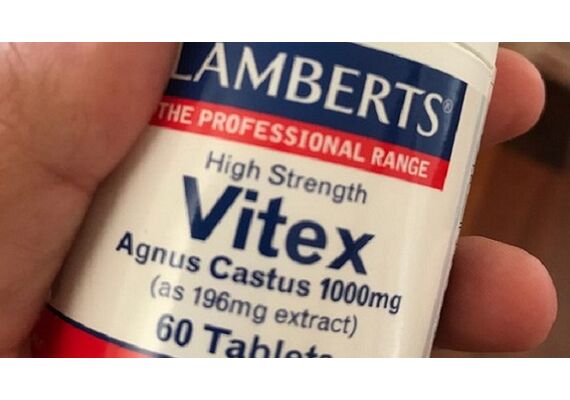 LAMBERTS®
THE PROFESSIONAL RANGE
High Strength
Vitex
Agnus Castus 1000mg
(as 196mg extract)
60 Tablets